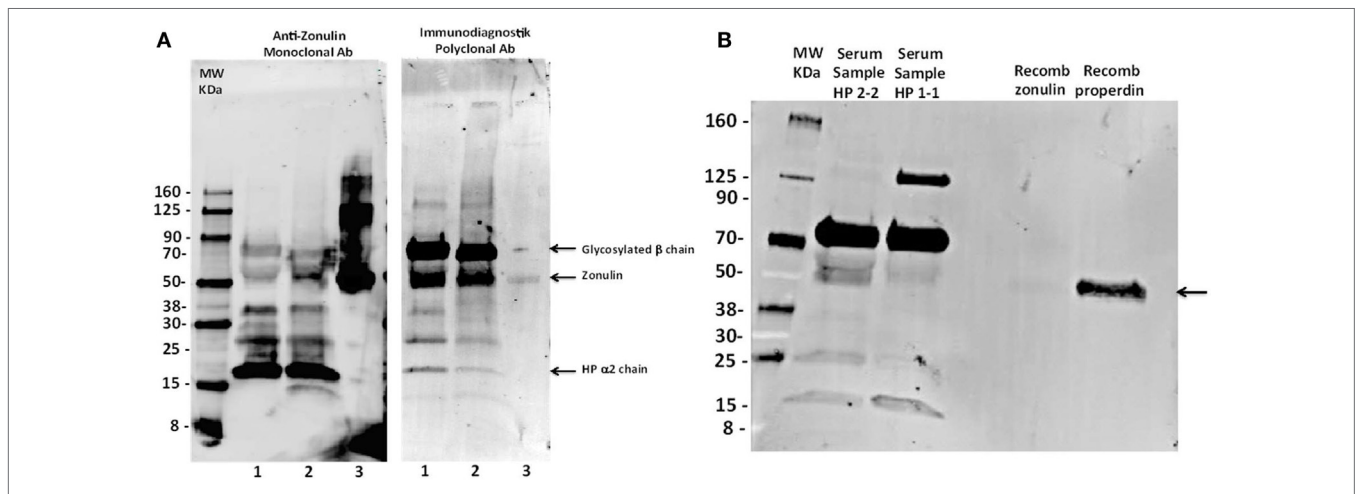 A
Anti-Zonulin
Monoclonal Ab
Immunodiagnostik
Polyclonal Ab
MW
KDa
160 -
125 -
90 -
70-
50-
38-
30-
25 -
15 -
8 -
Glycosylated β chain
Zonulin
HP α2 chain
1 2 3
1 2 3
B
MW
KDa
Serum
Sample
HP 2-2
Serum
Sample
HP 1-1
Recomb
zonulin
Recomb
properdin
160 -
125 -
90 -
70-
50-
38-
30-
25 -
15 -
8 -